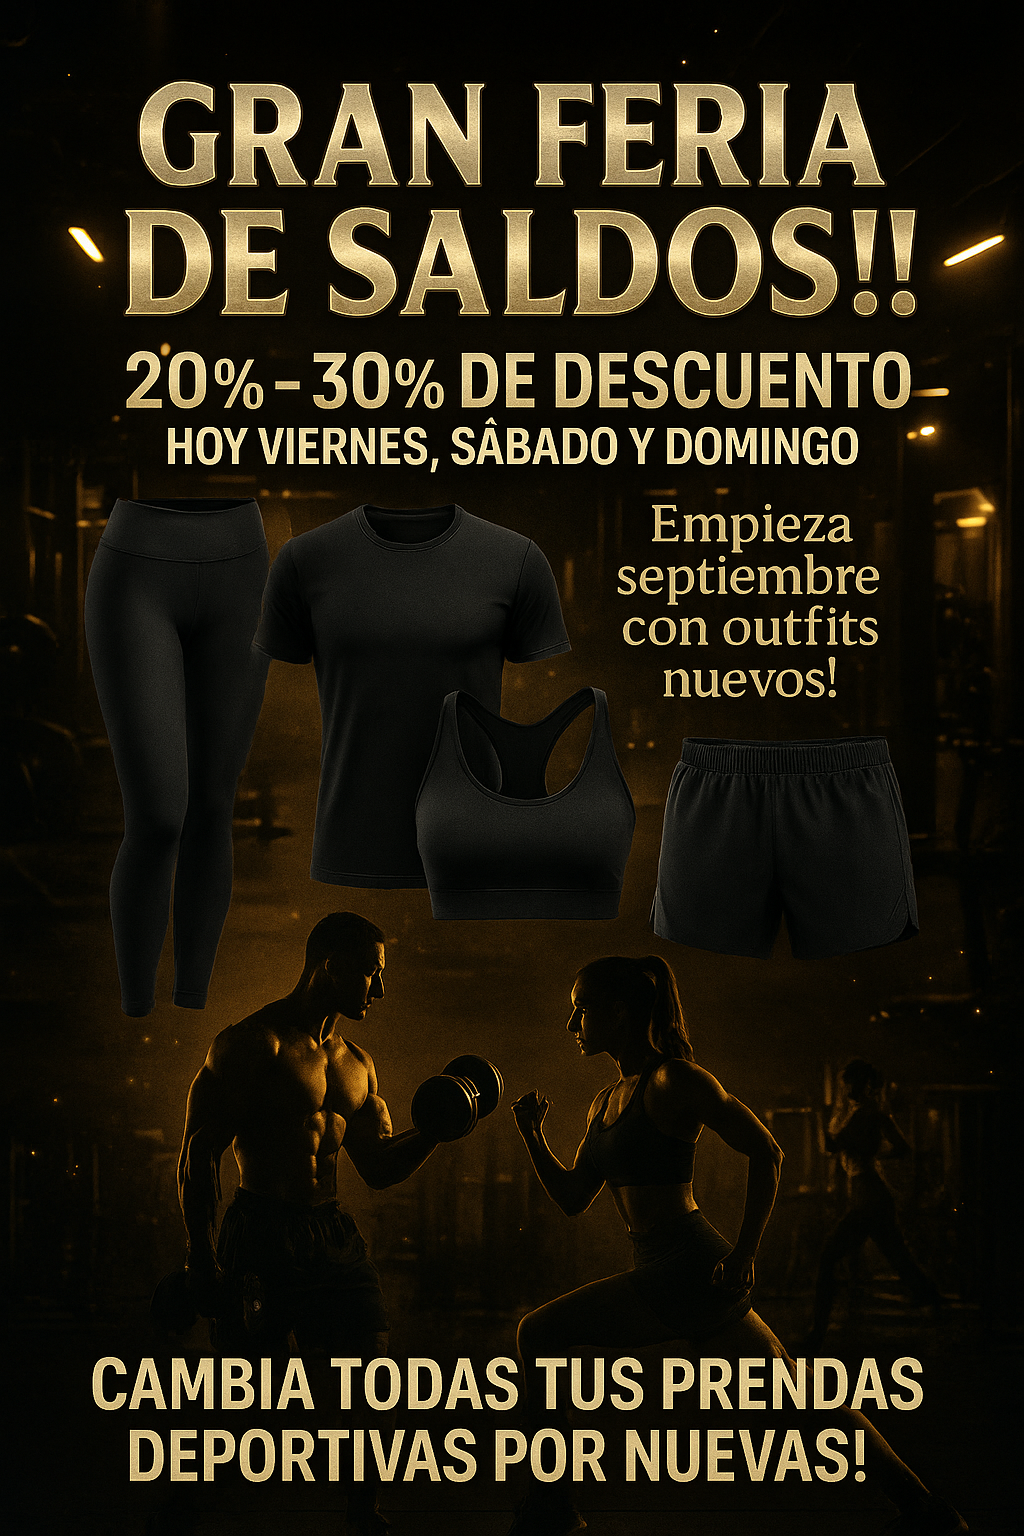 GRAN FERIA
DE SALDOS!!
20%-30% DE DESCUENTO
HOY VIERNES, SÂBADO Y DOMINGO
Empieza
septiembre
con outfits
nuevos!
CAMBIA TODAS TUS PRENDAS
DEPORTIVAS POR NUEVAS!